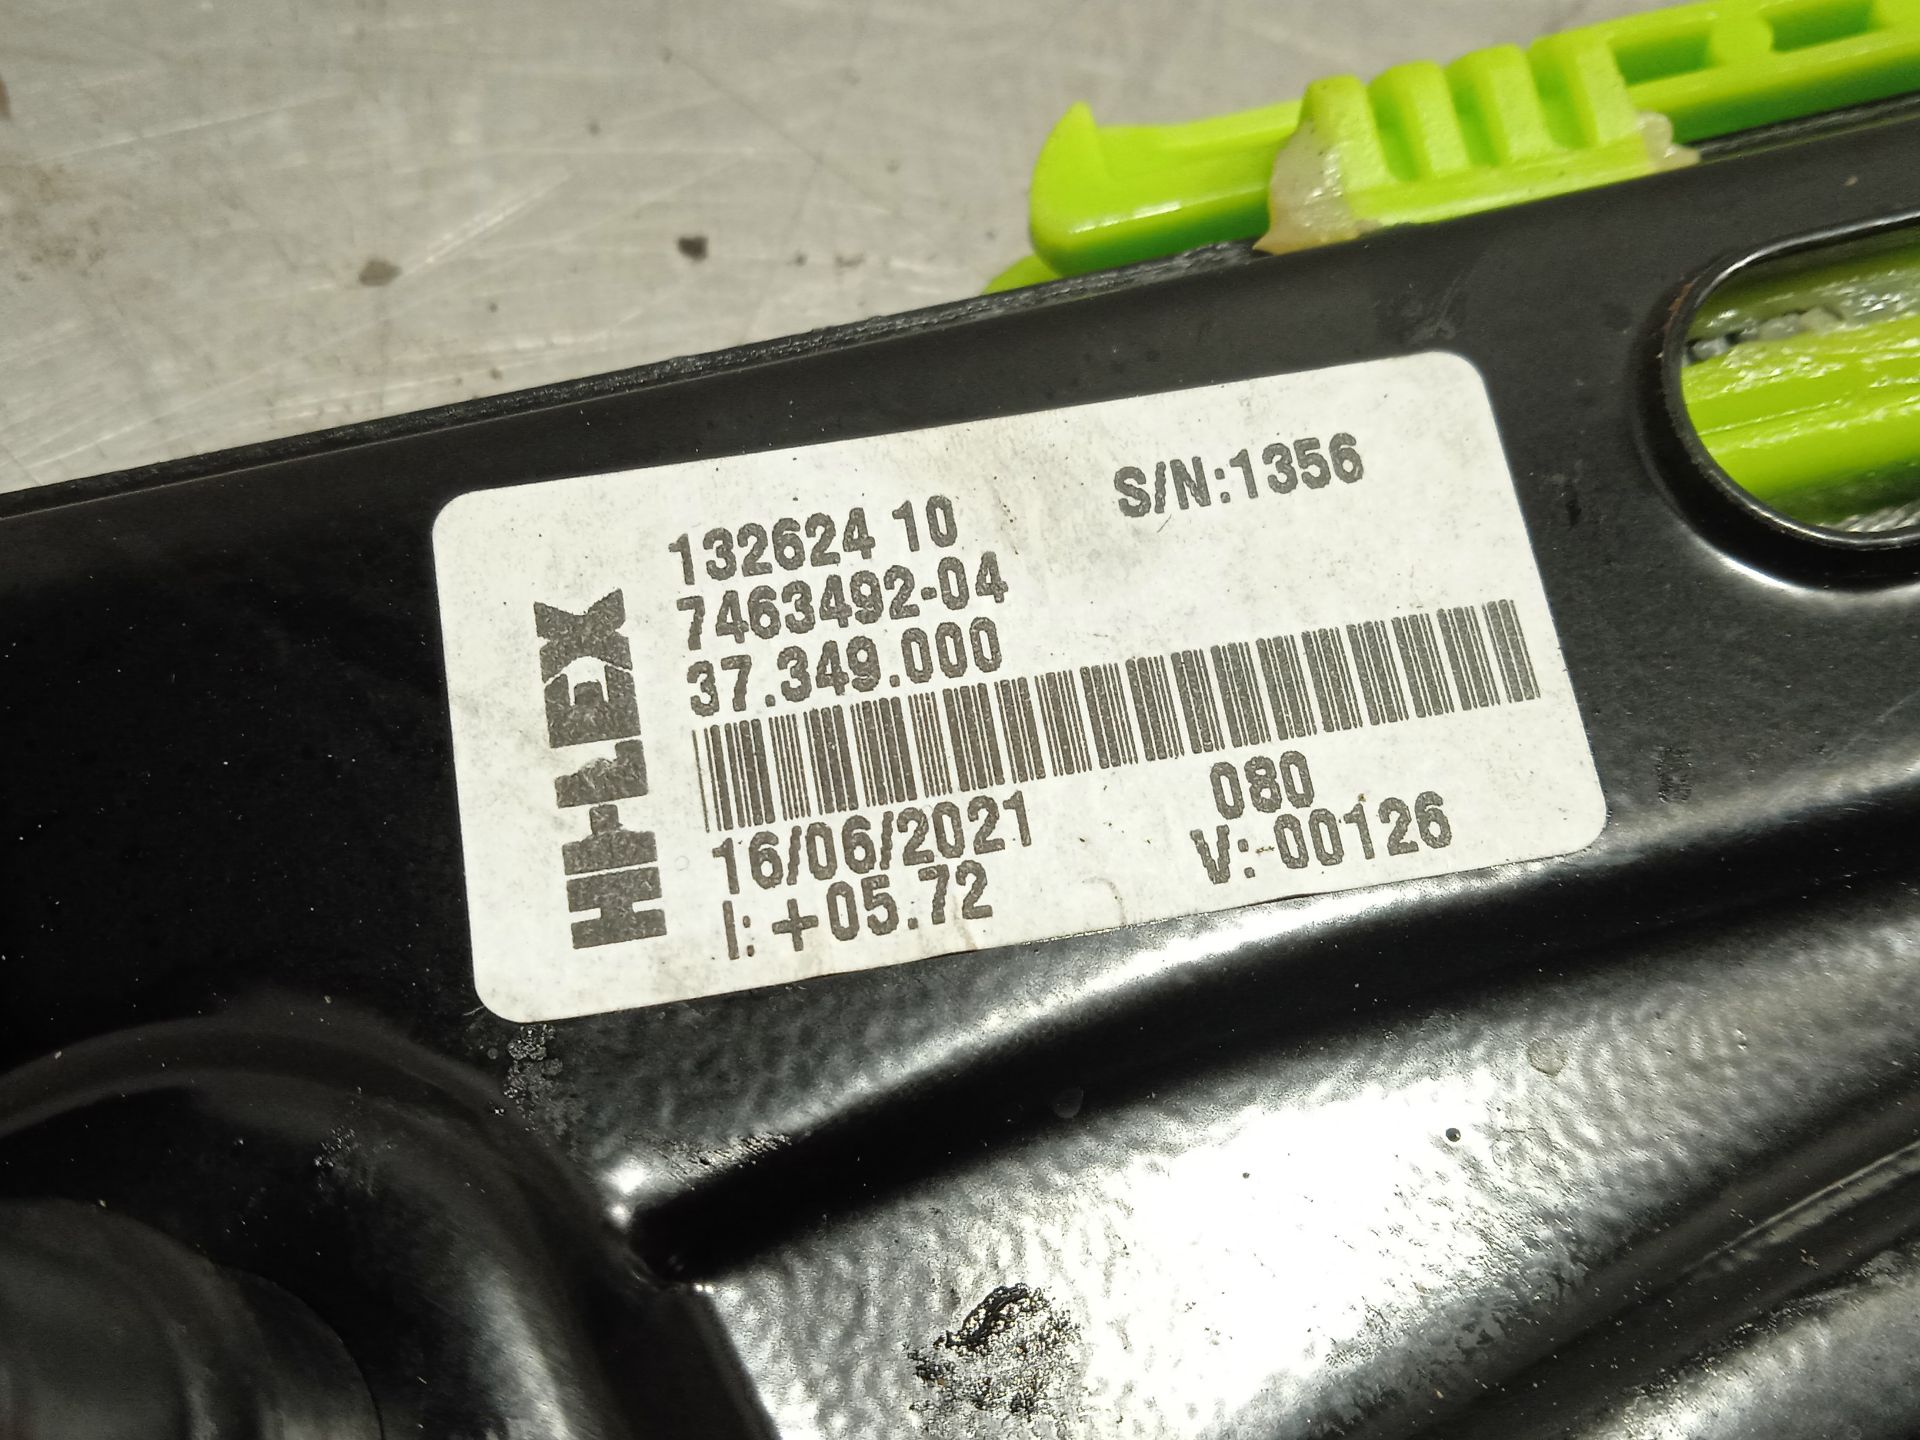 HI-LEX
132624 10
S/N:1356
7463492-04
37.349.000
16/06/2021
080
I: +05.72
V: 00126